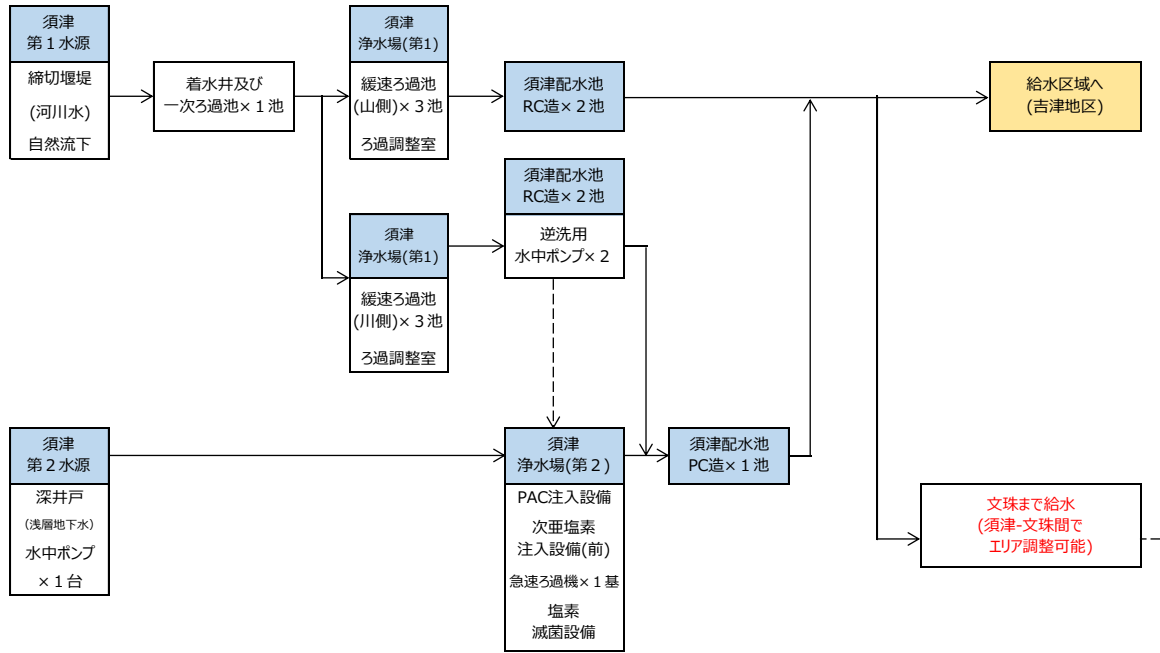 須津
第１水源
締切堰堤
(河川水)
自然流下
着水井及び
一次ろ過池×１池
須津
浄水場(第1)
緩速ろ過池
(山側)×３池
ろ過調整室
須津配水池
RC造×２池
給水区域へ
(吉津地区)
須津
浄水場(第1)
緩速ろ過池
(川側)×３池
ろ過調整室
須津配水池
RC造×２池
逆洗用
水中ポンプ×２
須津
第２水源
深井戸
(浅層地下水)
水中ポンプ
×１台
須津
浄水場(第２)
PAC注入設備
次亜塩素
注入設備(前)
急速ろ過機×１基
塩素
滅菌設備
須津配水池
PC造×１池
文珠まで給水
(須津-文珠間で
エリア調整可能)